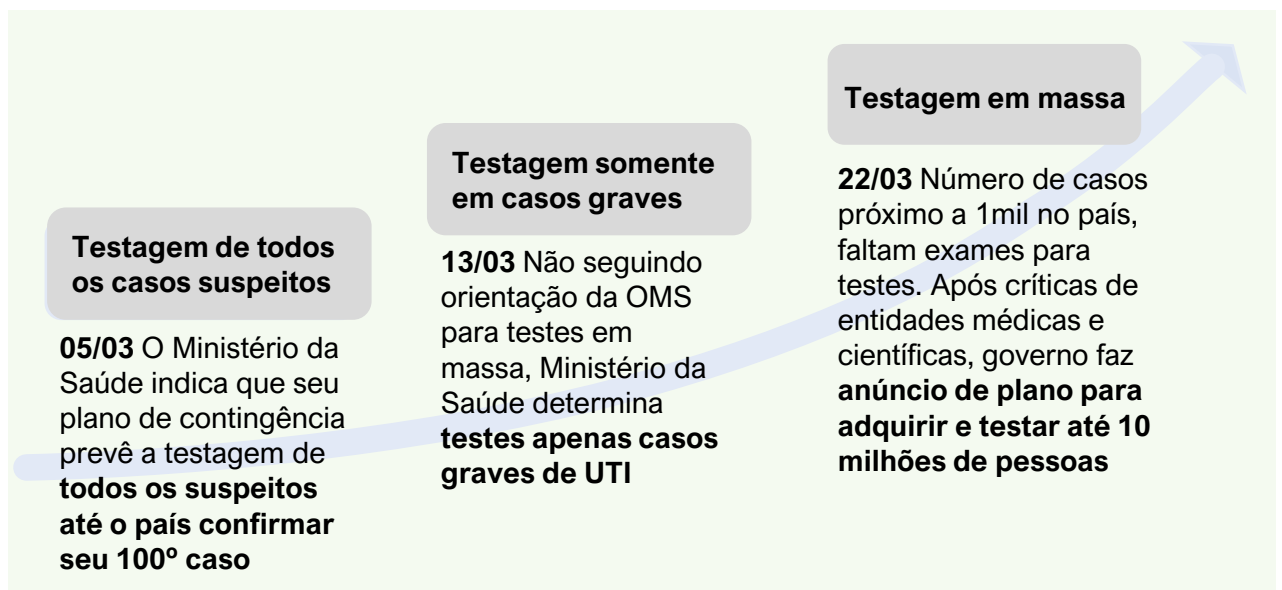 Testagem de todos
os casos suspeitos
05/03 O Ministério da
Saúde indica que seu
plano de contingência
prevê a testagem de
todos os suspeitos
até o país confirmar
seu 100º caso
Testagem somente
em casos graves
13/03 Não seguindo
orientação da OMS
para testes em
massa, Ministério da
Saúde determina
testes apenas casos
graves de UTI
Testagem em massa
22/03 Número de casos
próximo a 1mil no país,
faltam exames para
testes. Após críticas de
entidades médicas e
científicas, governo faz
anúncio de plano para
adquirir e testar até 10
milhões de pessoas